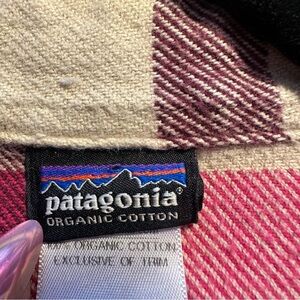 patagonia®
ORGANIC COTTON
ORGANIC COTTON
EXCLUSIVE OF TRIM